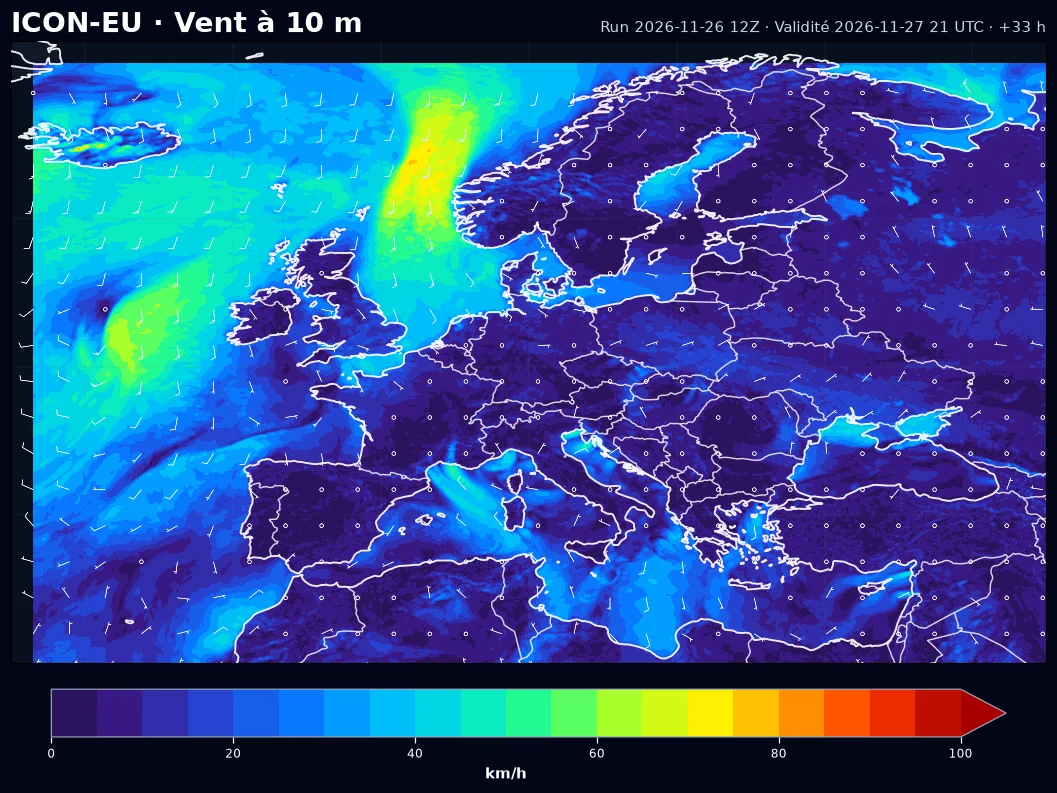 ICON-EU · Vent à 10 m
Run 2026-11-26 12Z · Validité 2026-11-27 21 UTC · +33 h
0 20 40 60 80 100
km/h